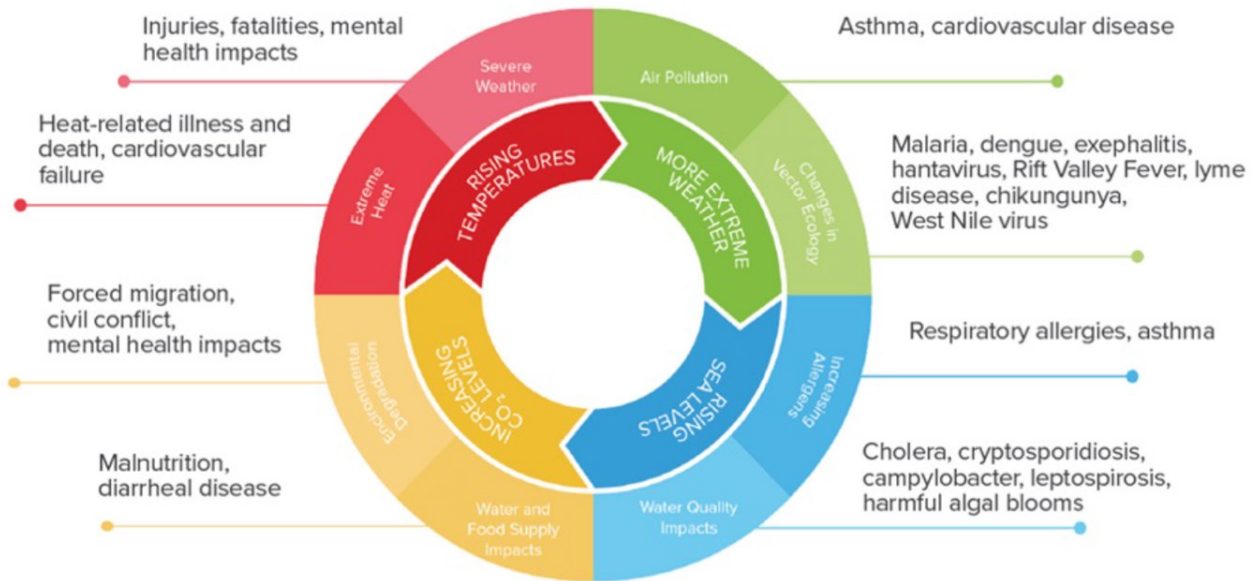 Injuries, fatalities, mental
health impacts
Severe
Weather
Air Pollution
Asthma, cardiovascular disease
Heat-related illness and
death, cardiovascular
failure
Extreme
Heat
RISING
TEMPERATURES
MORE EXTREME
WEATHER
Changes in
Vector Ecology
Malaria, dengue, exephalitis,
hantavirus, Rift Valley Fever, lyme
disease, chikungunya,
West Nile virus
Forced migration,
civil conflict,
mental health impacts
Encironmental
Degradation
INCREASING
CO₂ LEVELS
RISING
SEA LEVELS
Increasing
Allergens
Respiratory allergies, asthma
Malnutrition,
diarrheal disease
Water and
Food Supply
Impacts
Water Quality
Impacts
Cholera, cryptosporidiosis,
campylobacter, leptospirosis,
harmful algal blooms